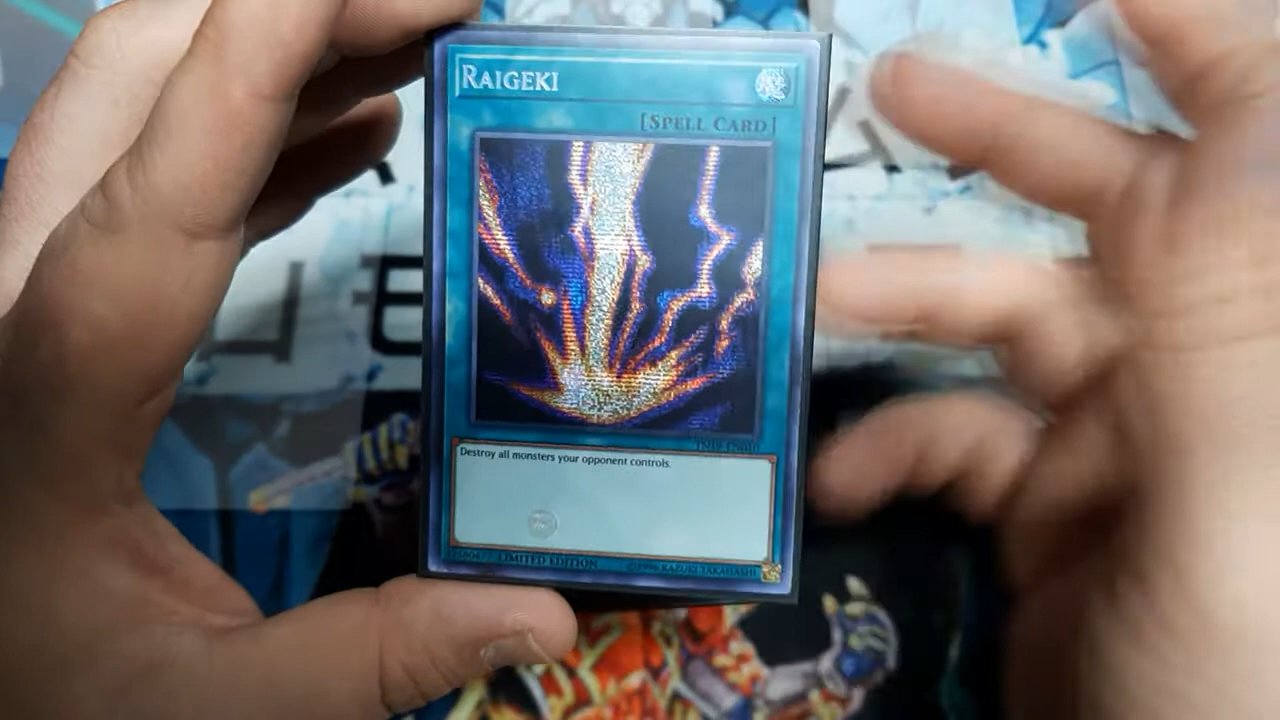 RAIGEKI
[SPELL CARD]
Destroy all monsters your opponent controls.
LIMITED EDITION
©1996 KAZUKI TAKAHASHI